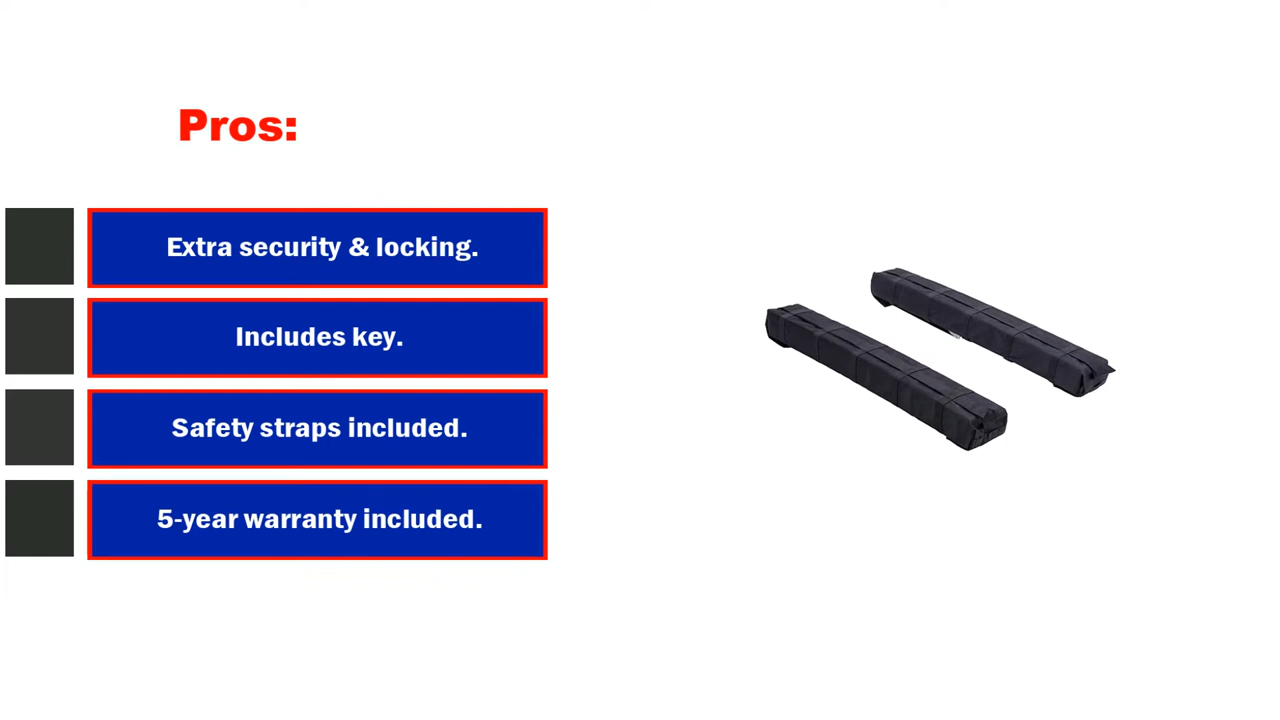 Pros:
Extra security & locking.
Includes key.
Safety straps included.
5-year warranty included.